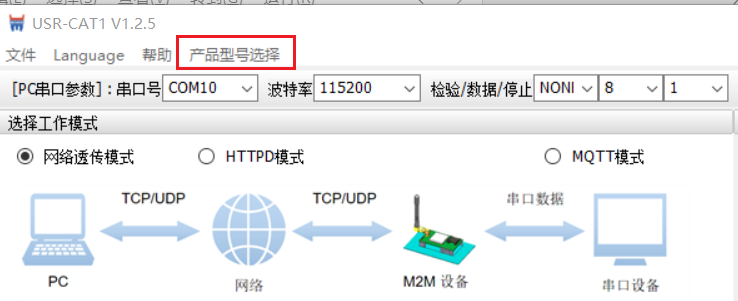 USR-CAT1 V1.2.5
文件 Language 帮助 产品型号选择
[PC串口参数]：串口号 COM10 波特率 115200 检验/数据/停止 NONI 8 1
选择工作模式
网络透传模式 HTTPD模式 MQTT模式
TCP/UDP TCP/UDP 串口数据
PC 网络 M2M 设备 串口设备